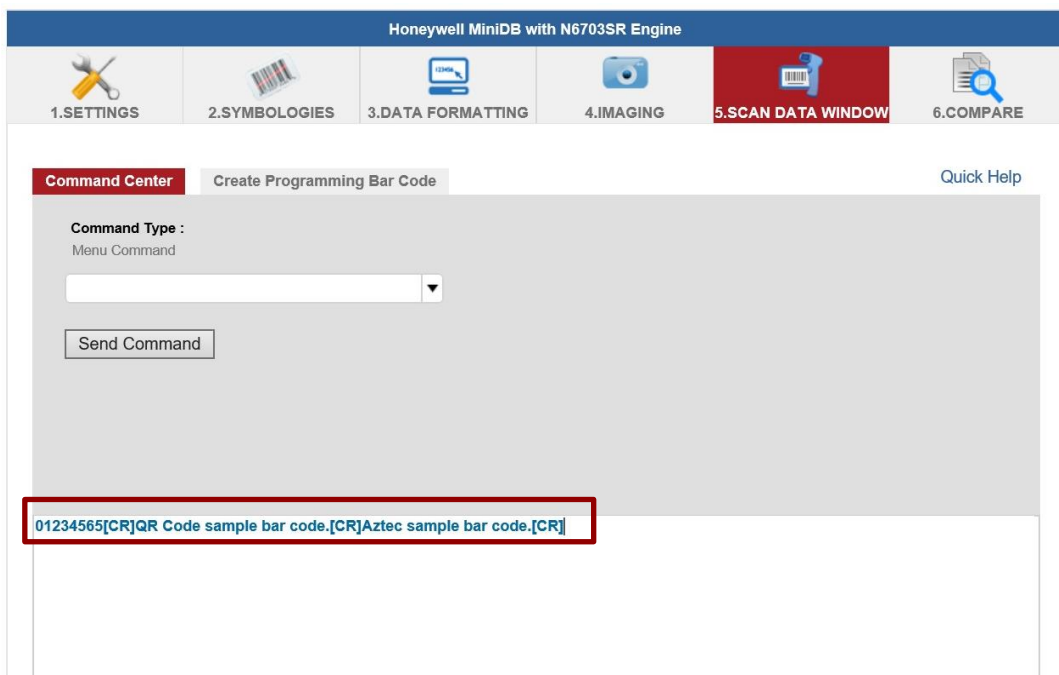 Honeywell MiniDB with N6703SR Engine
1.SETTINGS 2.SYMBOLOGIES 3.DATA FORMATTING 4.IMAGING 5.SCAN DATA WINDOW 6.COMPARE
Command Center Create Programming Bar Code Quick Help
Command Type :
Menu Command
Send Command
01234565[CR]QR Code sample bar code.[CR]Aztec sample bar code.[CR]